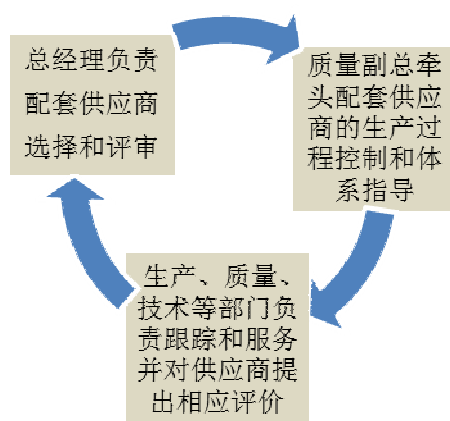 总经理负责
配套供应商
选择和评审
质量副总牵
头配套供应
商的生产过
程控制和体
系指导
生产、质量、
技术等部门负
责跟踪和服务
并对供应商提
出相应评价